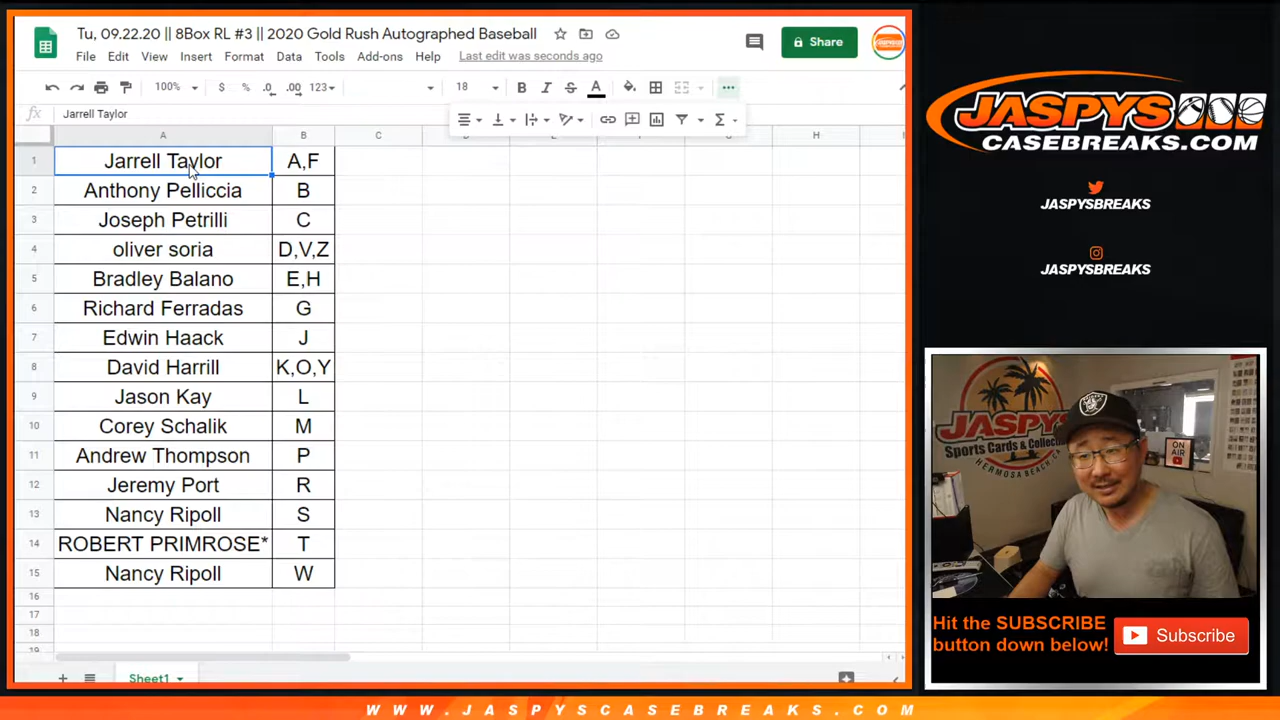 Tu, 09.22.20 || 8Box RL #3 || 2020 Gold Rush Autographed Baseball
File Edit View Insert Format Data Tools Add-ons Help Last edit was seconds ago
Share
100% $ % .0 .00 123 18 B I S A
fx Jarrell Taylor
A B C D E F G H
1 Jarrell Taylor A,F
2 Anthony Pelliccia B
3 Joseph Petrilli C
4 oliver soria D,V,Z
5 Bradley Balano E,H
6 Richard Ferradas G
7 Edwin Haack J
8 David Harrill K,O,Y
9 Jason Kay L
10 Corey Schalik M
11 Andrew Thompson P
12 Jeremy Port R
13 Nancy Ripoll S
14 ROBERT PRIMROSE* T
15 Nancy Ripoll W
16
17
18
19
Sheet1
JASPYS
CASEBREAKS.COM
JASPYSBREAKS
JASPYSBREAKS
JASPYS
Sports Cards & Collectibles
HERMOSA BEACH, CA
ON AIR
Hit the SUBSCRIBE
button down below!
Subscribe
WWW.JASPYSCASEBREAKS.COM